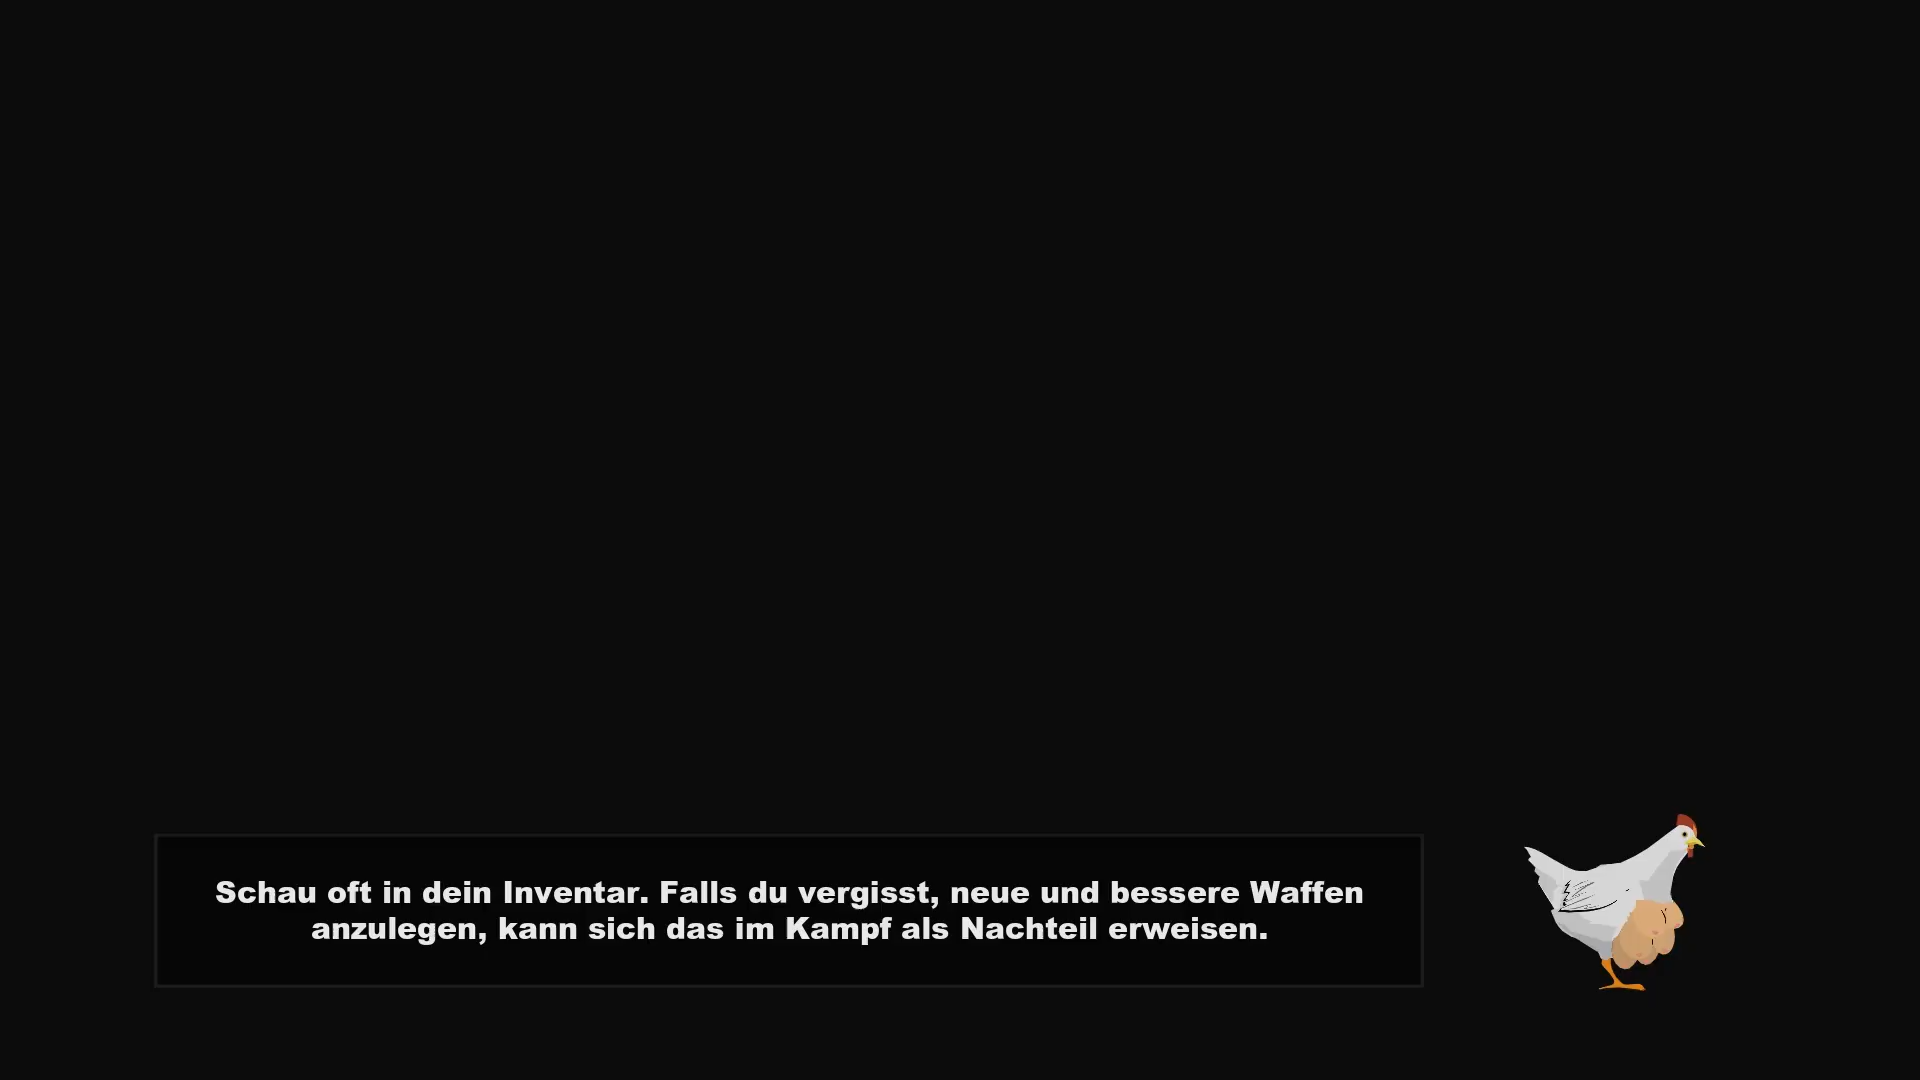 Schau oft in dein Inventar. Falls du vergisst, neue und bessere Waffen
anzulegen, kann sich das im Kampf als Nachteil erweisen.